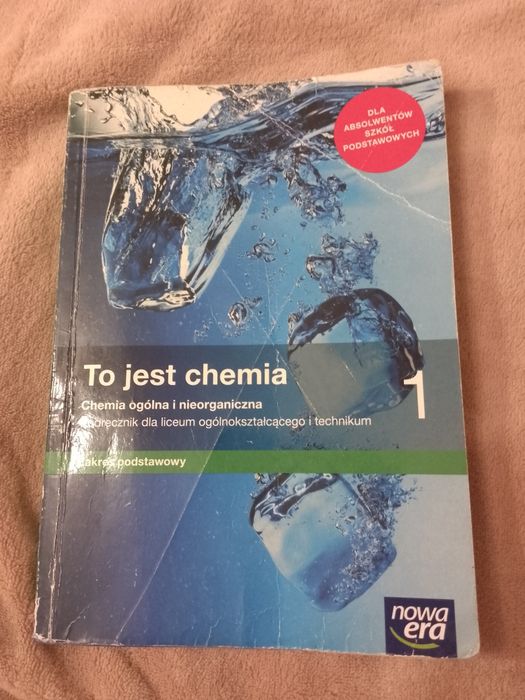 DLA
ABSOLWENTÓW
SZKÓŁ
PODSTAWOWYCH
To jest chemia
1
Chemia ogólna i nieorganiczna
Podręcznik dla liceum ogólnokształcącego i technikum
zakres podstawowy
nowa
era